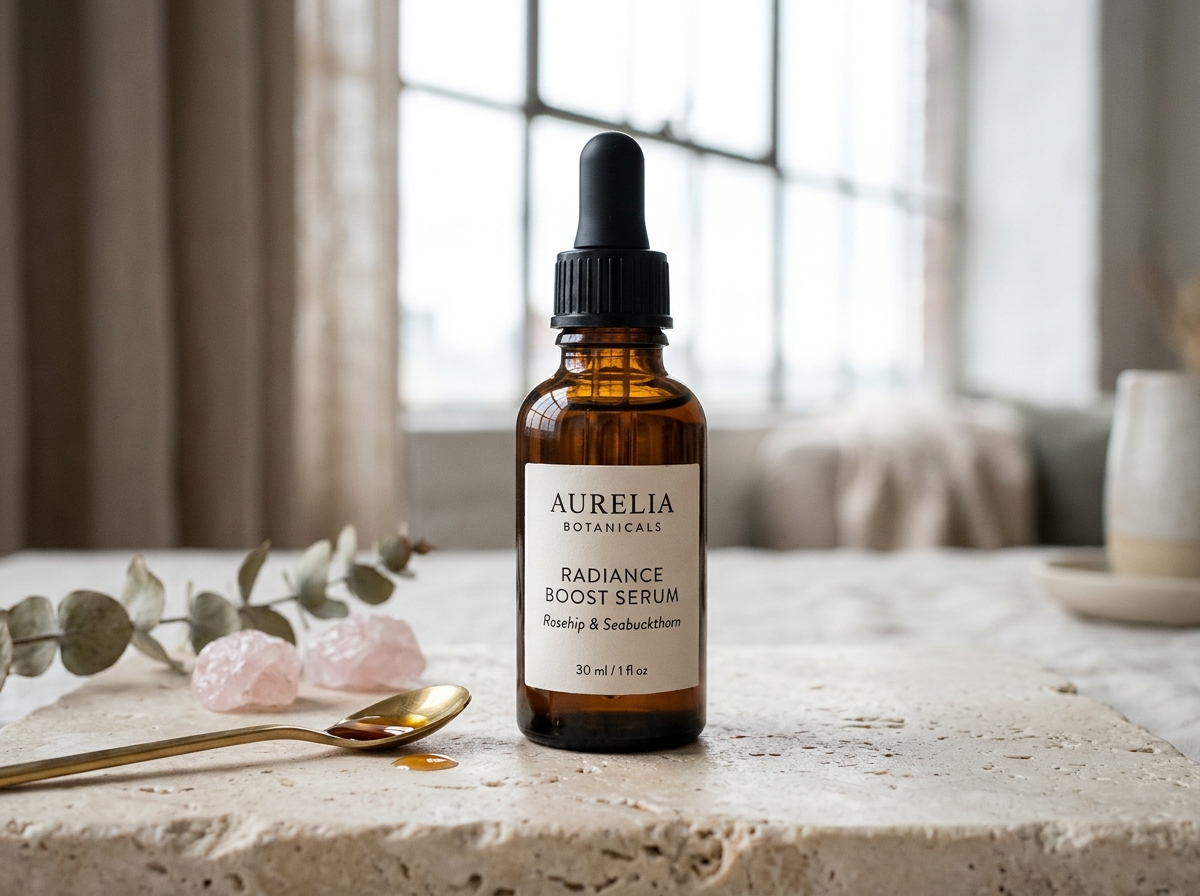 AURELIA
BOTANICALS
RADIANCE
BOOST SERUM
Rosehip & Seabuckthorn
30 ml / 1 fl oz